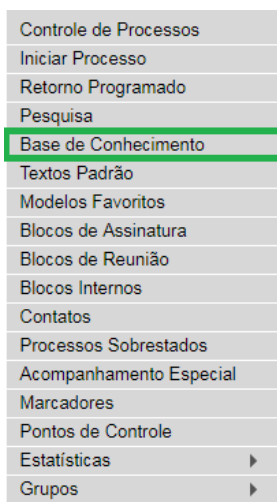 Controle de Processos
Iniciar Processo
Retorno Programado
Pesquisa
Base de Conhecimento
Textos Padrão
Modelos Favoritos
Blocos de Assinatura
Blocos de Reunião
Blocos Internos
Contatos
Processos Sobrestados
Acompanhamento Especial
Marcadores
Pontos de Controle
Estatísticas
Grupos